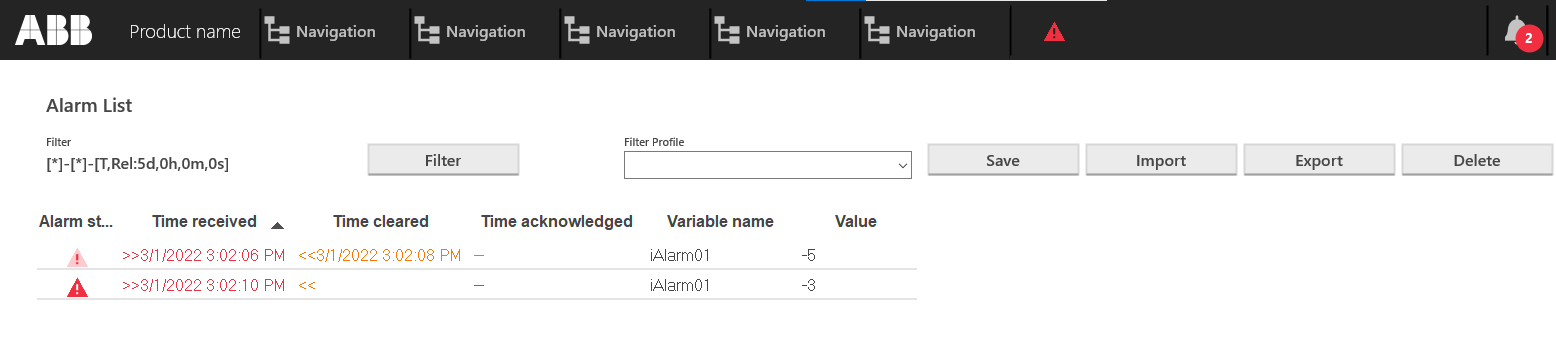 ABB Product name Navigation Navigation Navigation Navigation Navigation 2
Alarm List
Filter Filter Profile
[*]-[*]-[T,Rel:5d,0h,0m,0s] Filter Save Import Export Delete
Alarm st... Time received Time cleared Time acknowledged Variable name Value
>>3/1/2022 3:02:06 PM <<3/1/2022 3:02:08 PM — iAlarm01 -5
>>3/1/2022 3:02:10 PM << — iAlarm01 -3